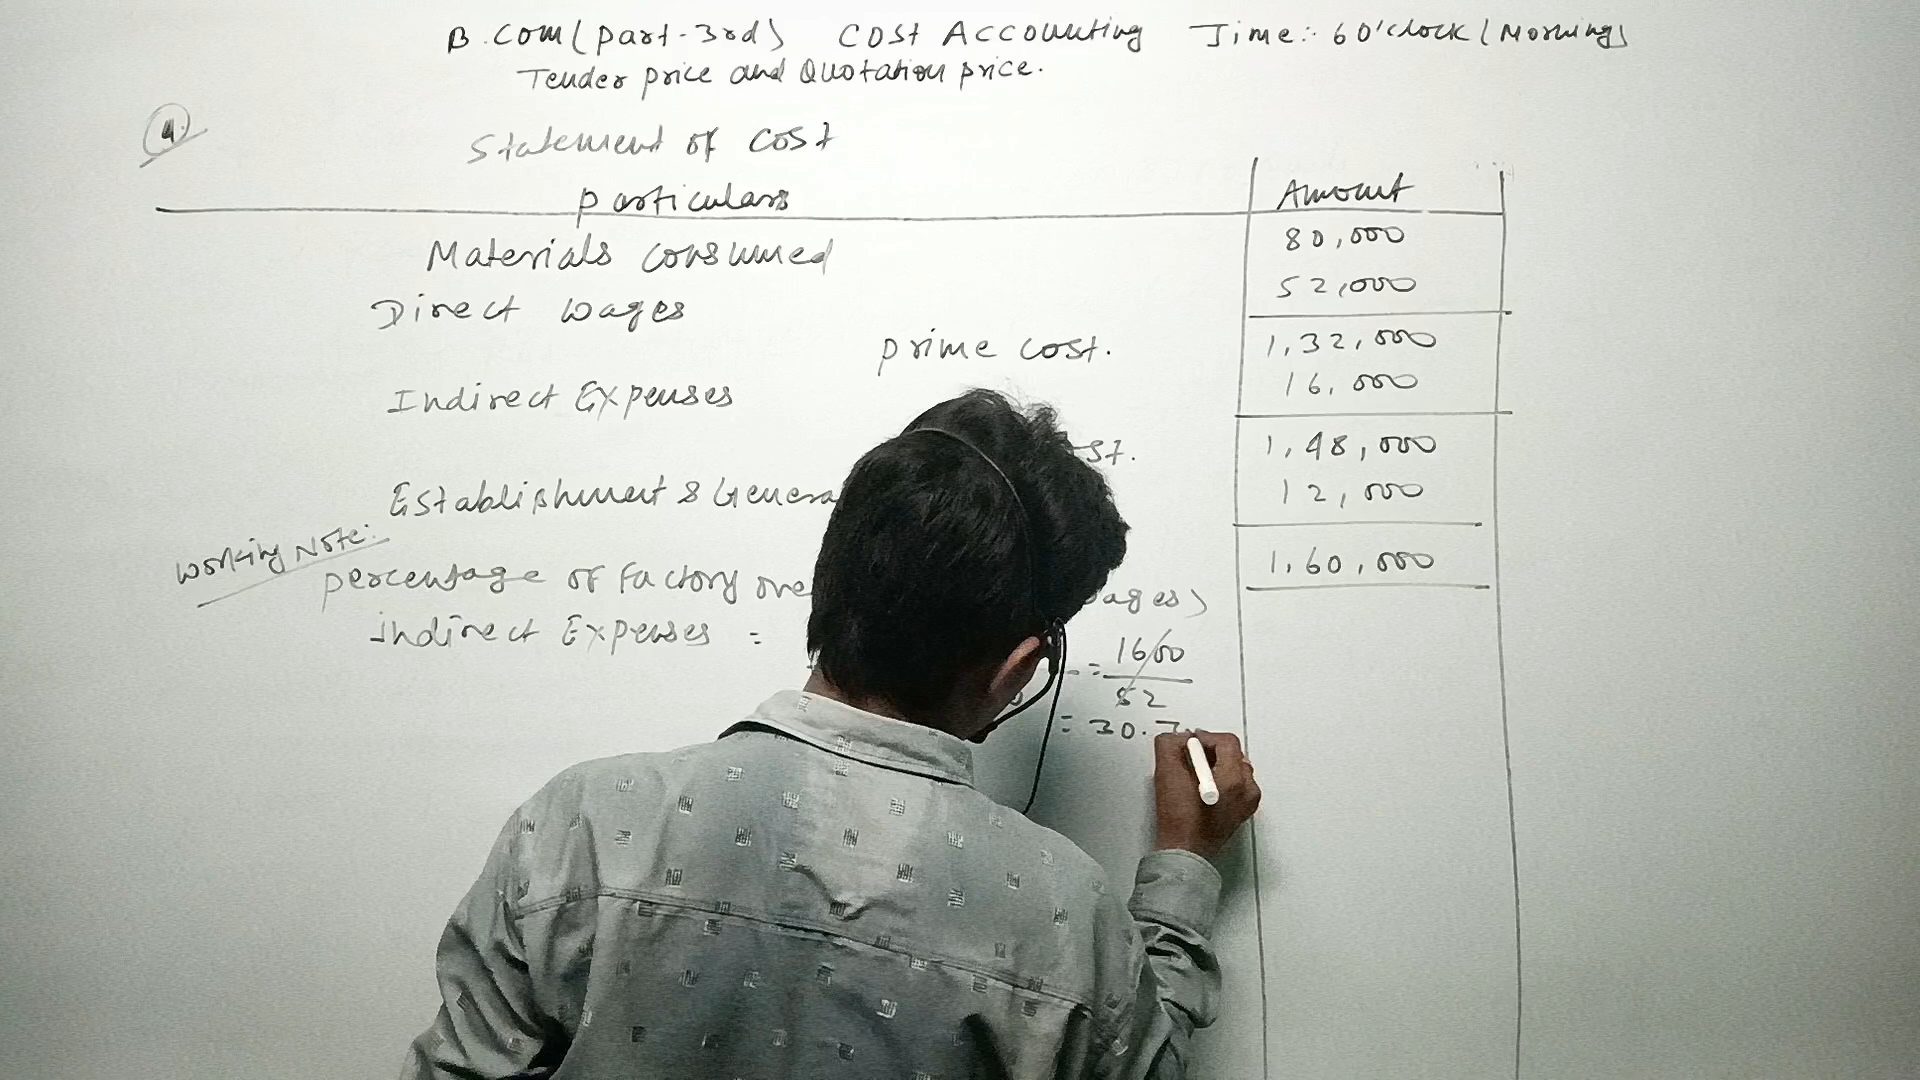 B.Com (part-3rd) Cost Accounting Time:- 6 O'clock (Morning)
Tender price and Quotation price.
4.
Statement of Cost
particulars Amount
Materials consumed 80,000
Direct wages 52,000
prime cost. 1,32,000
Indirect Expenses 16,000
st. 1,48,000
Establishment & Genera 12,000
Working Note:-
1,60,000
percentage of factory ove ages)
Indirect Expenses = = 1600
52
= 30.7